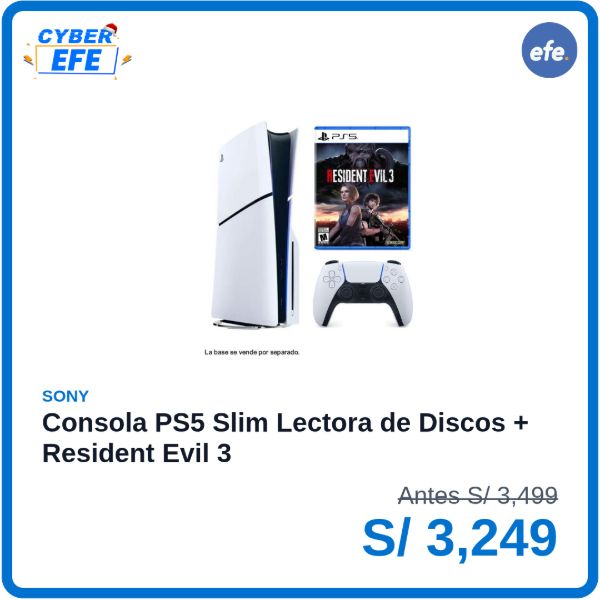 CYBER
EFE
efe.
PS5
RESIDENT EVIL 3
La base se vende por separado.
SONY
Consola PS5 Slim Lectora de Discos +
Resident Evil 3
Antes S/ 3,499
S/ 3,249